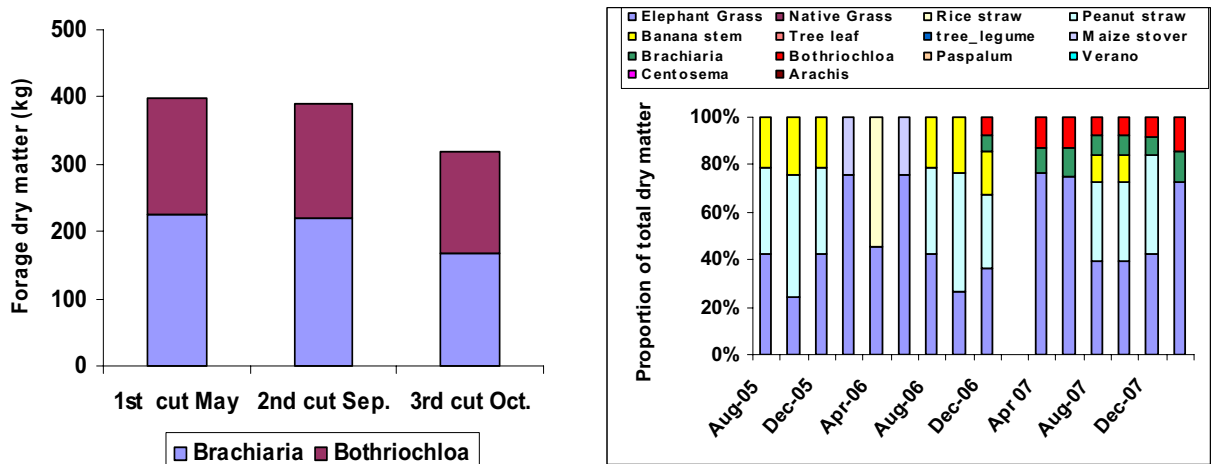 500
400
300
200
100
0
Forage dry matter (kg)
1st cut May 2nd cut Sep. 3rd cut Oct.
Brachiaria Bothriochloa
Elephant Grass Native Grass Rice straw Peanut straw
Banana stem Tree leaf tree_legume Maize stover
Brachiaria Bothriochloa Paspalum Verano
Centosema Arachis
100%
80%
60%
40%
20%
0%
Proportion of total dry matter
Aug-05 Dec-05 Apr-06 Aug-06 Dec-06 Apr 07 Aug-07 Dec-07